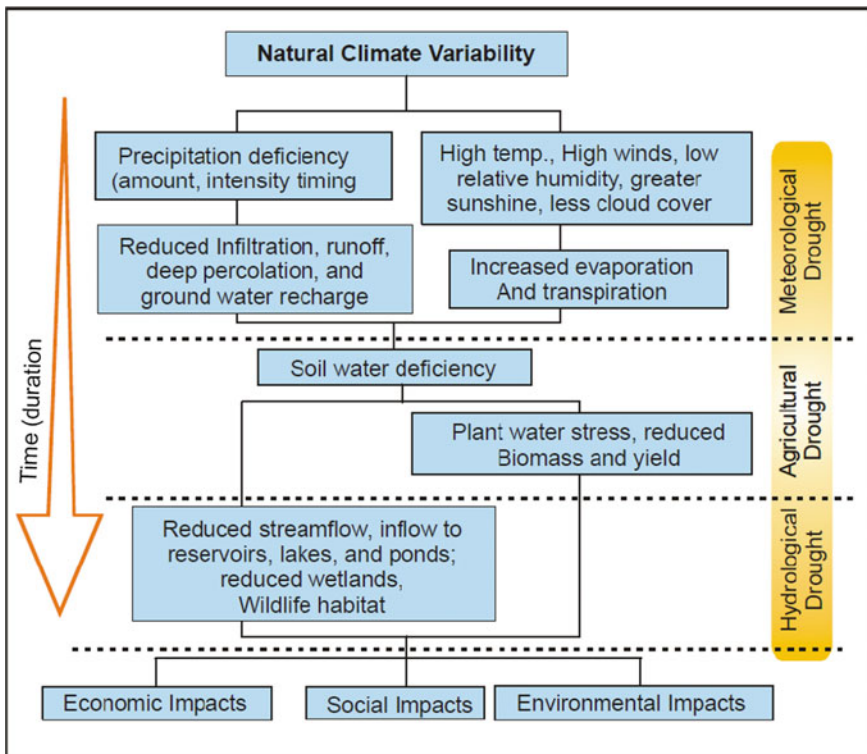 Natural Climate Variability
Precipitation deficiency
(amount, intensity timing
High temp., High winds, low
relative humidity, greater
sunshine, less cloud cover
Reduced Infiltration, runoff,
deep percolation, and
ground water recharge
Increased evaporation
And transpiration
Meteorological
Drought
Soil water deficiency
Plant water stress, reduced
Biomass and yield
Agricultural
Drought
Time (duration
Reduced streamflow, inflow to
reservoirs, lakes, and ponds;
reduced wetlands,
Wildlife habitat
Hydrological
Drought
Economic Impacts
Social Impacts
Environmental Impacts